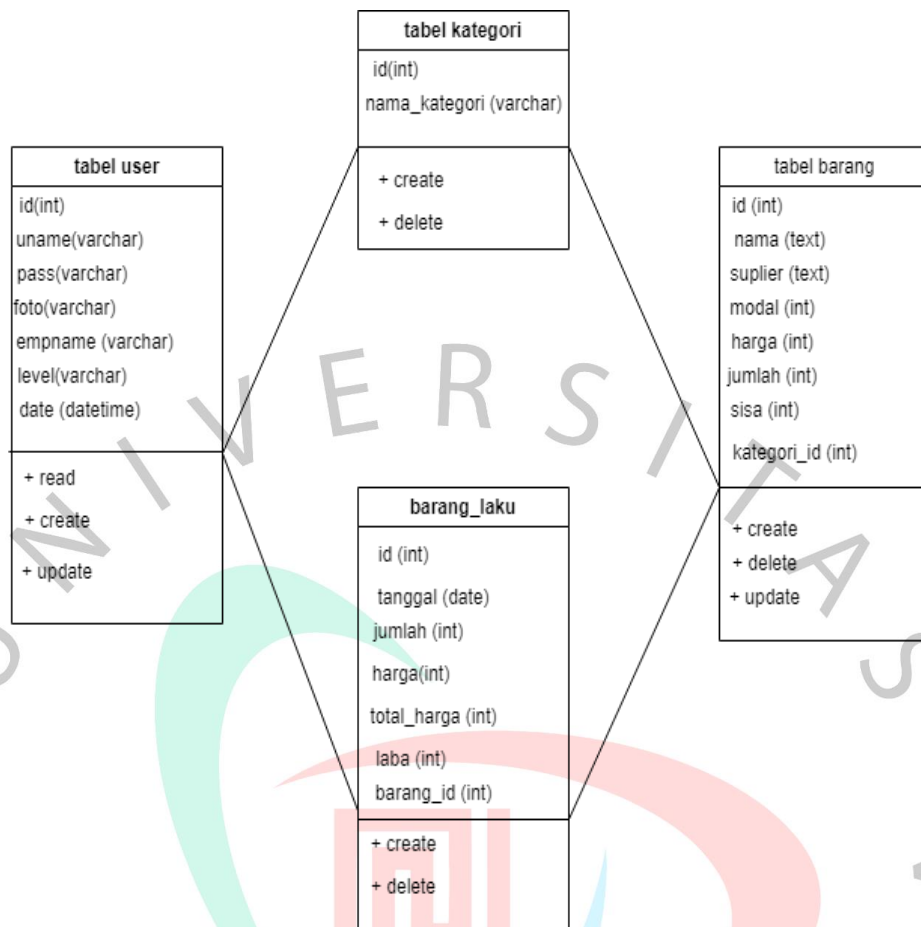 tabel kategori
id(int)
nama_kategori (varchar)
+ create
+ delete
tabel user
id(int)
uname(varchar)
pass(varchar)
foto(varchar)
empname (varchar)
level(varchar)
date (datetime)
+ read
+ create
+ update
tabel barang
id (int)
nama (text)
suplier (text)
modal (int)
harga (int)
jumlah (int)
sisa (int)
kategori_id (int)
+ create
+ delete
+ update
barang_laku
id (int)
tanggal (date)
jumlah (int)
harga(int)
total_harga (int)
laba (int)
barang_id (int)
+ create
+ delete
UNIVERSITAS